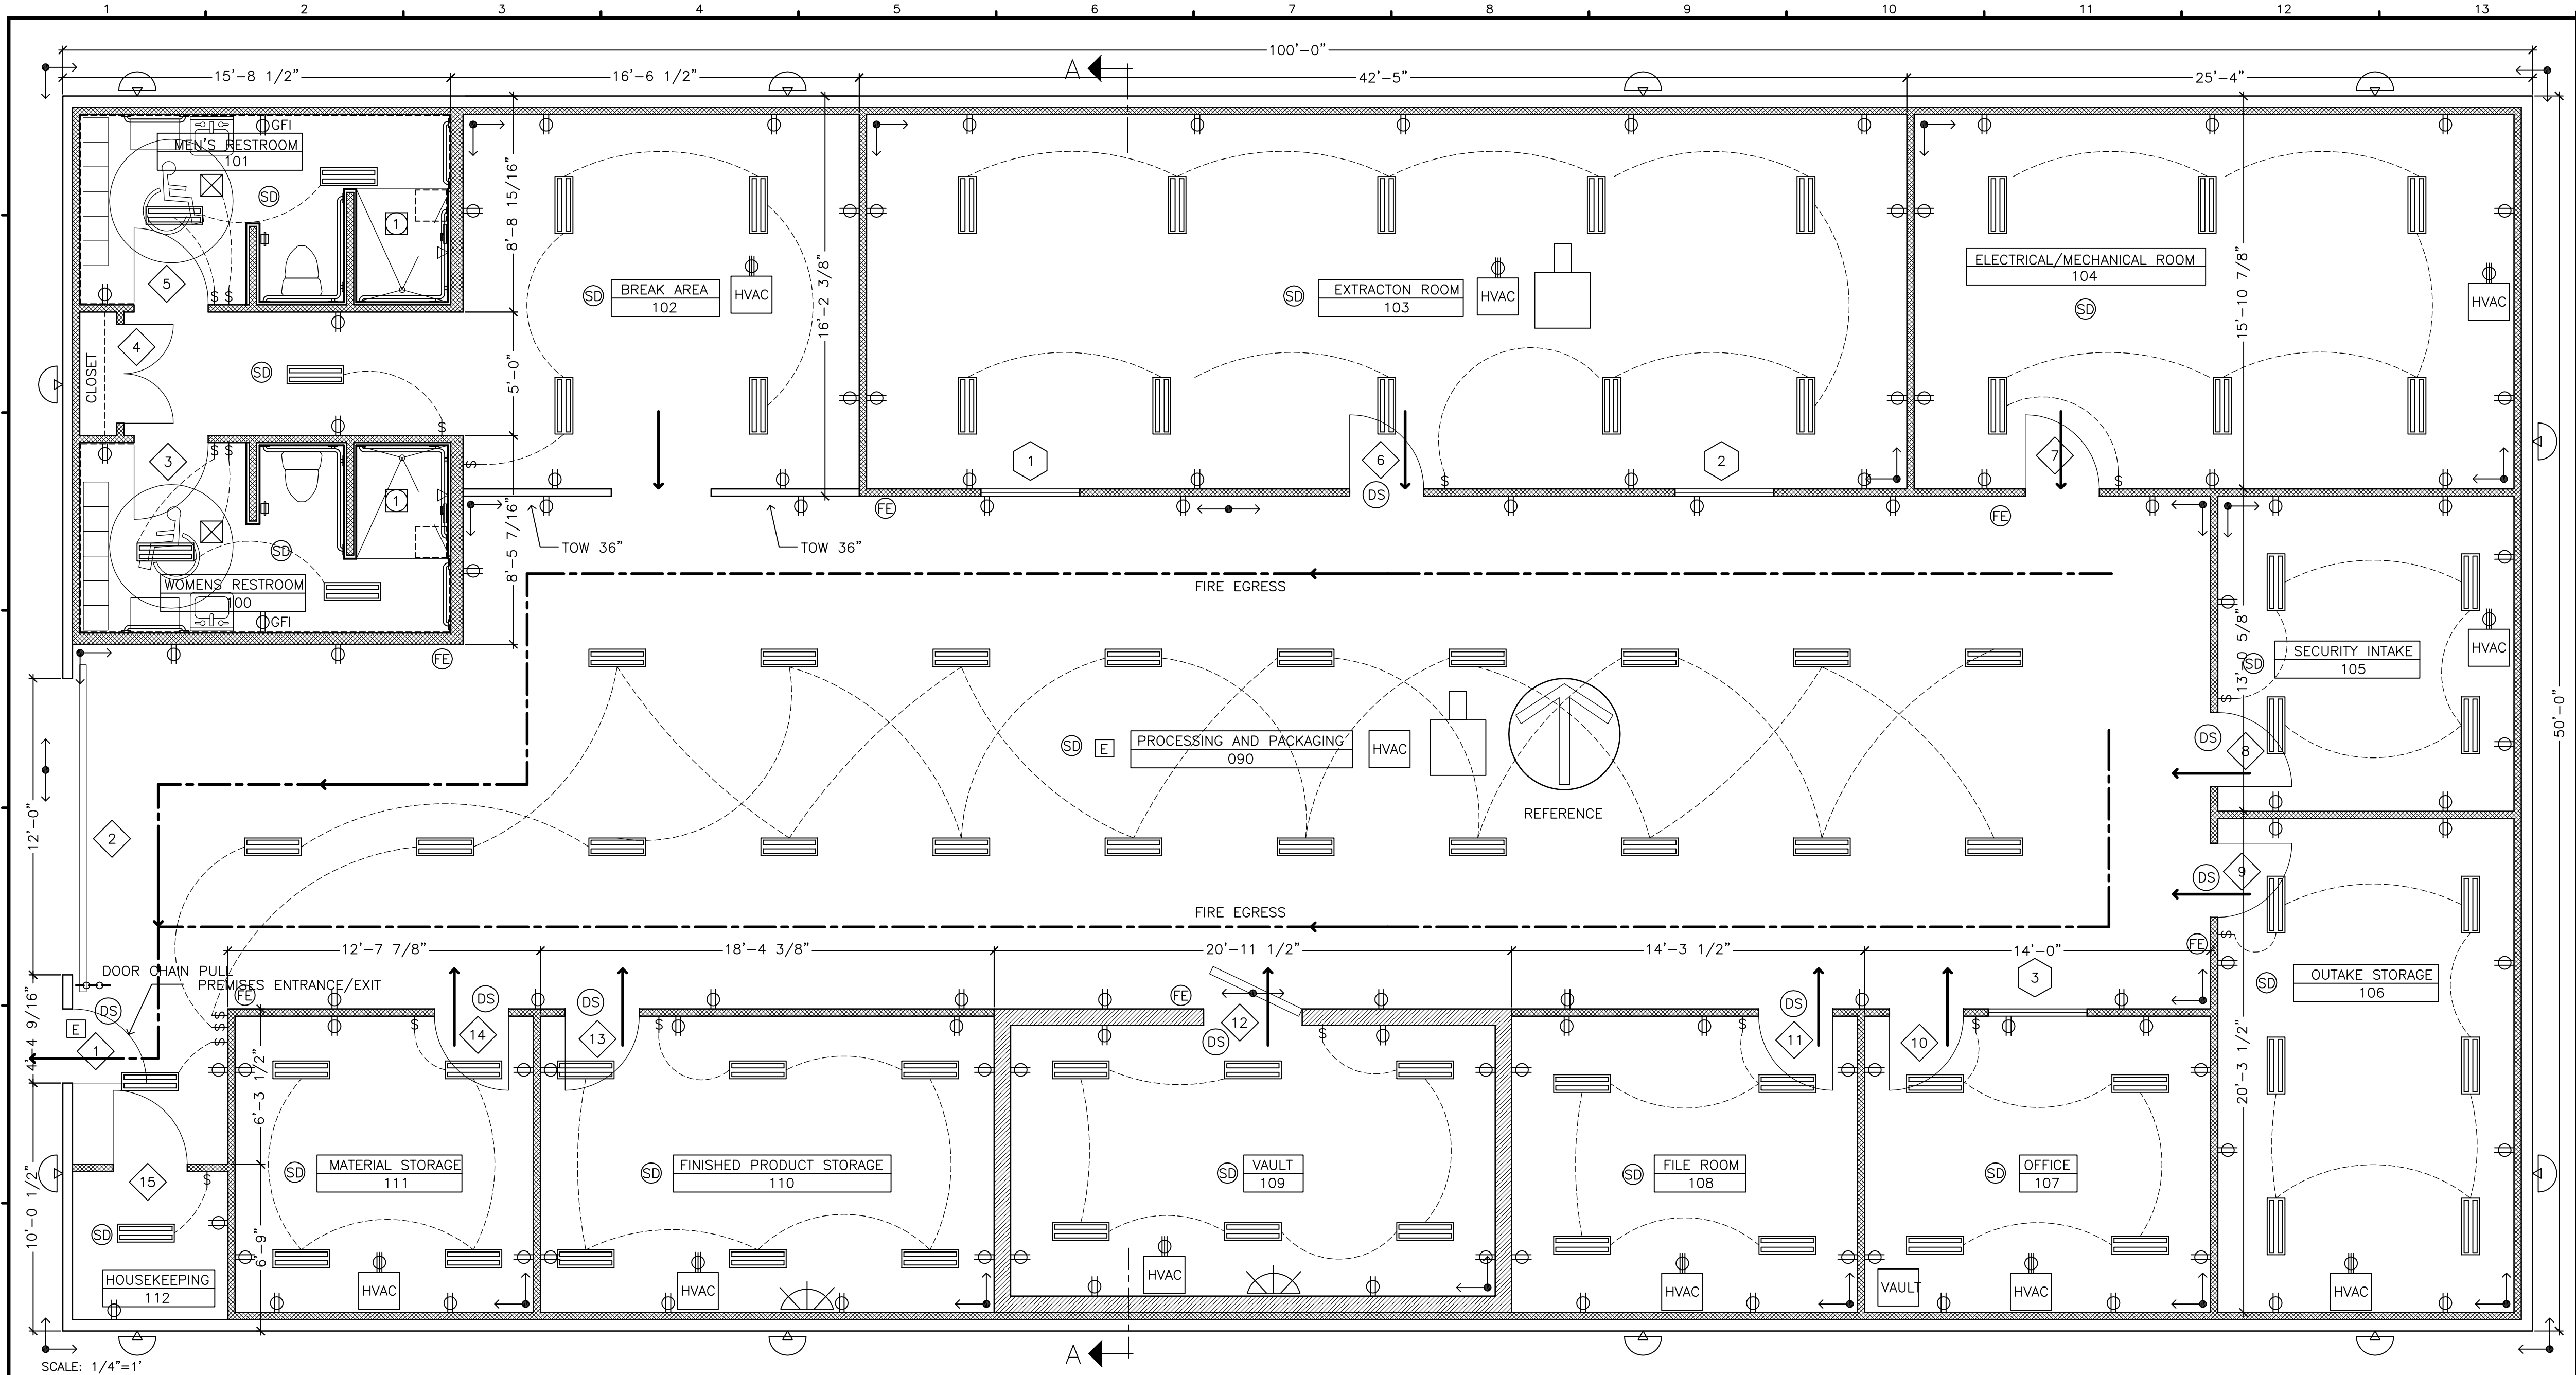 1 2 3 4 5 6 7 8 9 10 11 12 13
100'-0"
15'-8 1/2" 16'-6 1/2" A 42'-5" 25'-4"
GFI
MEN'S RESTROOM
101
SD
1
5
S S
8'-8 15/16"
16'-2 3/8"
15'-10 7/8"
SD
BREAK AREA
102
HVAC
SD
EXTRACTON ROOM
103
HVAC
ELECTRICAL/MECHANICAL ROOM
104
SD
HVAC
4
CLOSET
SD
5'-0"
S
3
S S
S
1
6
S
2
7
S
1
DS
FE
FE
TOW 36"
TOW 36"
SD
8'-5 7/16"
WOMENS RESTROOM
100
GFI
FE
FIRE EGRESS
13'-0 5/8"
SECURITY INTAKE
105
SD
HVAC
S
50'-0"
SD
E
PROCESSING AND PACKAGING
090
HVAC
REFERENCE
DS
8
12'-0"
2
DS
9
FIRE EGRESS
S
FE
12'-7 7/8" 18'-4 3/8" 20'-11 1/2" 14'-3 1/2" 14'-0"
DOOR CHAIN PULL
PREMISES ENTRANCE/EXIT
FE
DS
E
1
4'-4 9/16"
S
S
S
S
DS
14
DS
13
S
FE
12
DS
S
DS
11
S
10
S
3
SD
OUTAKE STORAGE
106
6'-3 1/2"
20'-3 1/2"
10'-0 1/2"
15
S
SD
MATERIAL STORAGE
111
SD
FINISHED PRODUCT STORAGE
110
SD
VAULT
109
SD
FILE ROOM
108
SD
OFFICE
107
SD
6'-9"
HOUSEKEEPING
112
HVAC
HVAC
HVAC
HVAC
VAULT
HVAC
HVAC
A
SCALE: 1/4"=1'